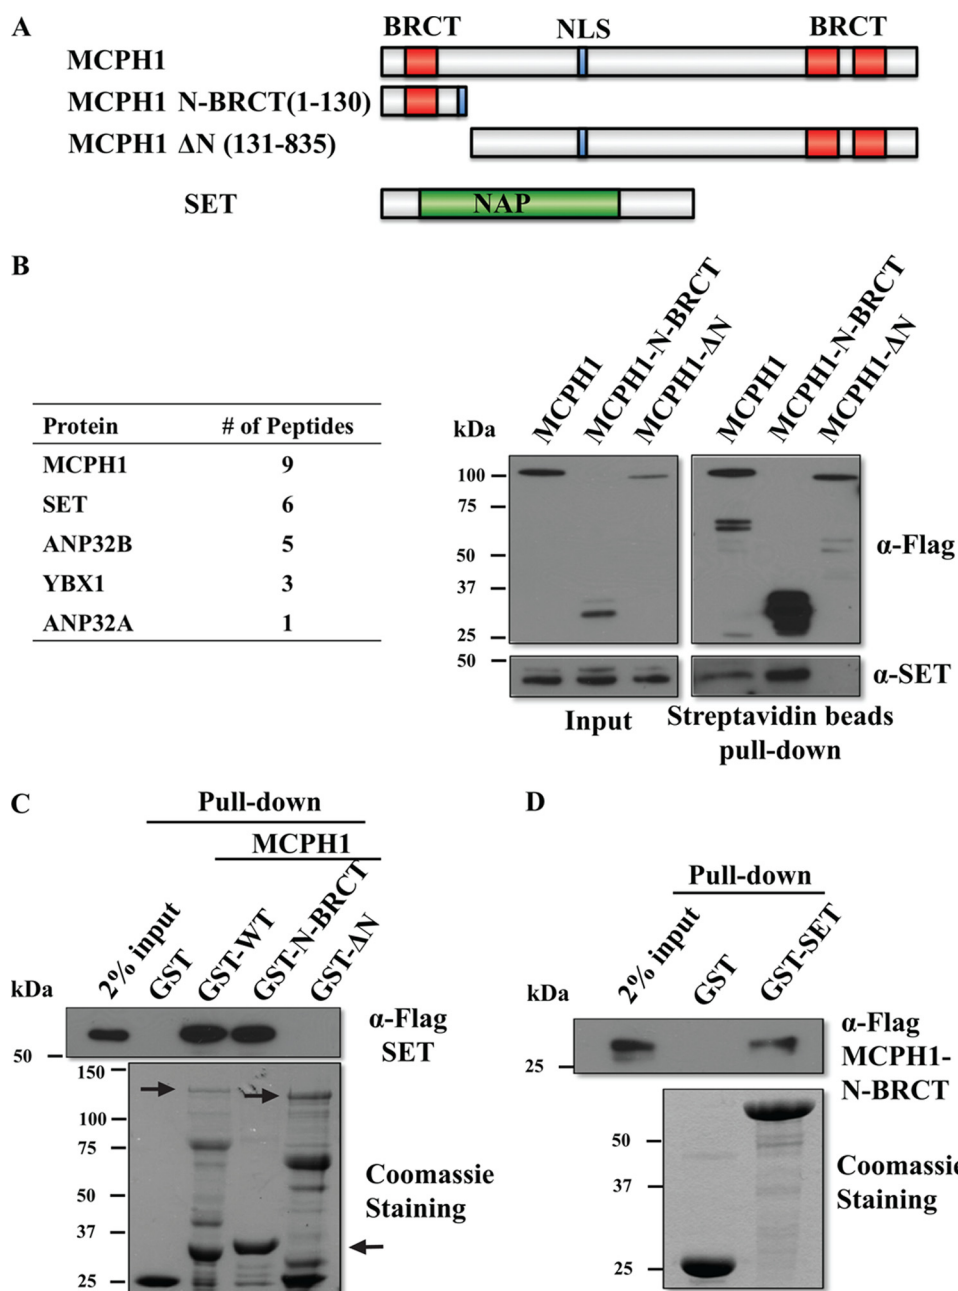 A
BRCT NLS BRCT
MCPH1
MCPH1 N-BRCT(1-130)
MCPH1 ΔN (131-835)
SET NAP
B
Protein # of Peptides
MCPH1 9
SET 6
ANP32B 5
YBX1 3
ANP32A 1
kDa MCPH1 MCPH1-N-BRCT MCPH1-ΔN MCPH1 MCPH1-N-BRCT MCPH1-ΔN
100
75
50
37
25
α-Flag
50
α-SET
Input
Streptavidin beads
pull-down
C
Pull-down
MCPH1
kDa 2% input GST GST-WT GST-N-BRCT GST-ΔN
50
α-Flag
SET
150
100
75
50
37
25
Coomassie
Staining
D
Pull-down
kDa 2% input GST GST-SET
25
α-Flag
MCPH1-
N-BRCT
50
37
25
Coomassie
Staining